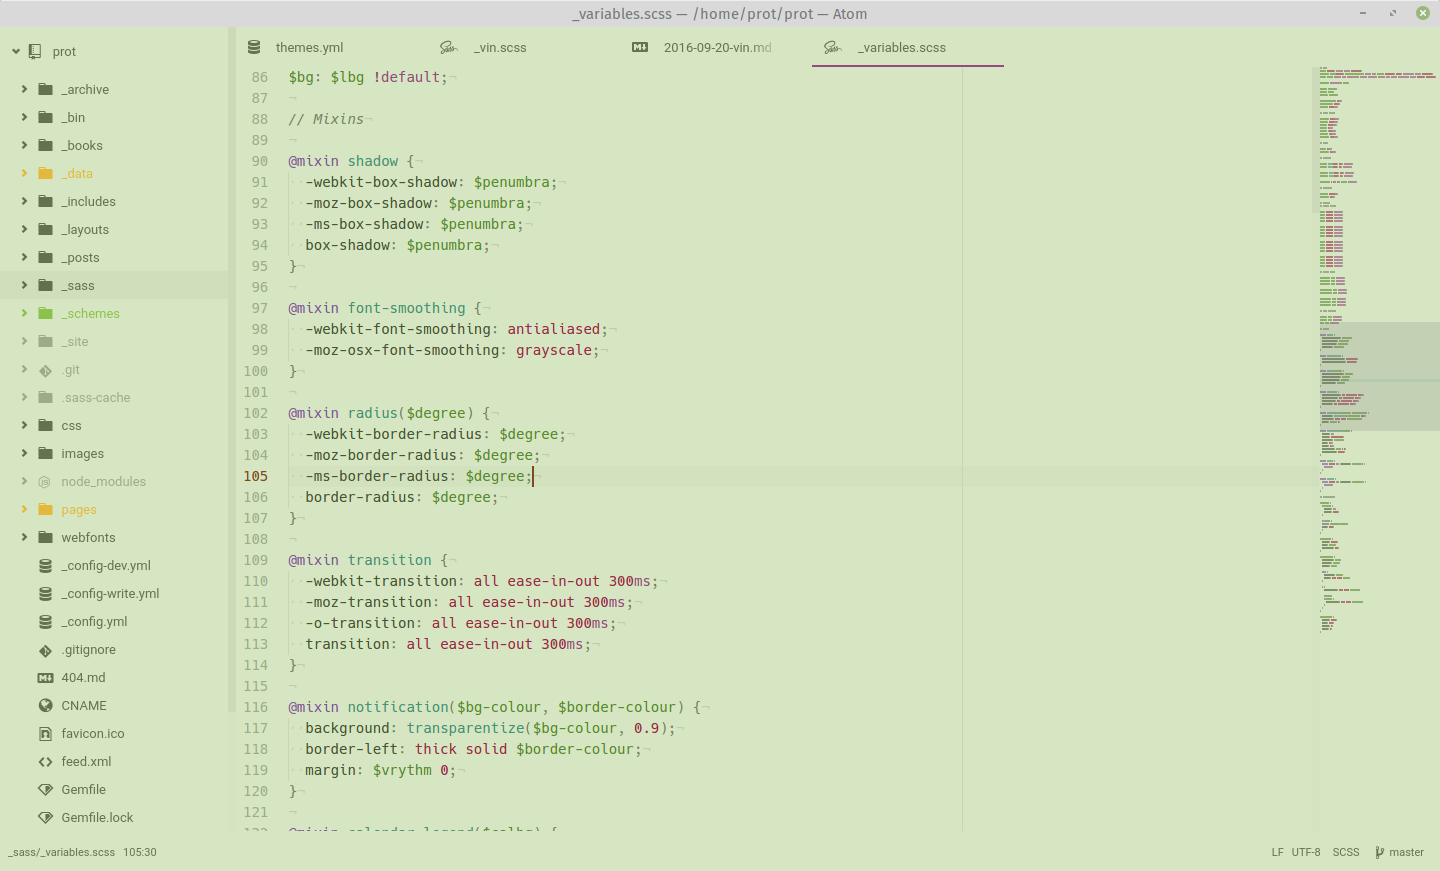 _variables.scss — /home/prot/prot — Atom
prot
_archive
_bin
_books
_data
_includes
_layouts
_posts
_sass
_schemes
_site
.git
.sass-cache
css
images
node_modules
pages
webfonts
_config-dev.yml
_config-write.yml
_config.yml
.gitignore
404.md
CNAME
favicon.ico
feed.xml
Gemfile
Gemfile.lock
themes.yml
_vin.scss
2016-09-20-vin.md
_variables.scss
86 $bg: $lbg !default;¬
87 ¬
88 // Mixins¬
89 ¬
90 @mixin shadow {¬
91 ··-webkit-box-shadow: $penumbra;¬
92 ··-moz-box-shadow: $penumbra;¬
93 ··-ms-box-shadow: $penumbra;¬
94 ··box-shadow: $penumbra;¬
95 }¬
96 ¬
97 @mixin font-smoothing {¬
98 ··-webkit-font-smoothing: antialiased;¬
99 ··-moz-osx-font-smoothing: grayscale;¬
100 }¬
101 ¬
102 @mixin radius($degree) {¬
103 ··-webkit-border-radius: $degree;¬
104 ··-moz-border-radius: $degree;¬
105 ··-ms-border-radius: $degree;¬
106 ··border-radius: $degree;¬
107 }¬
108 ¬
109 @mixin transition {¬
110 ··-webkit-transition: all ease-in-out 300ms;¬
111 ··-moz-transition: all ease-in-out 300ms;¬
112 ··-o-transition: all ease-in-out 300ms;¬
113 ··transition: all ease-in-out 300ms;¬
114 }¬
115 ¬
116 @mixin notification($bg-colour, $border-colour) {¬
117 ··background: transparentize($bg-colour, 0.9);¬
118 ··border-left: thick solid $border-colour;¬
119 ··margin: $vrythm 0;¬
120 }¬
121 ¬
_sass/_variables.scss 105:30
LF UTF-8 SCSS master